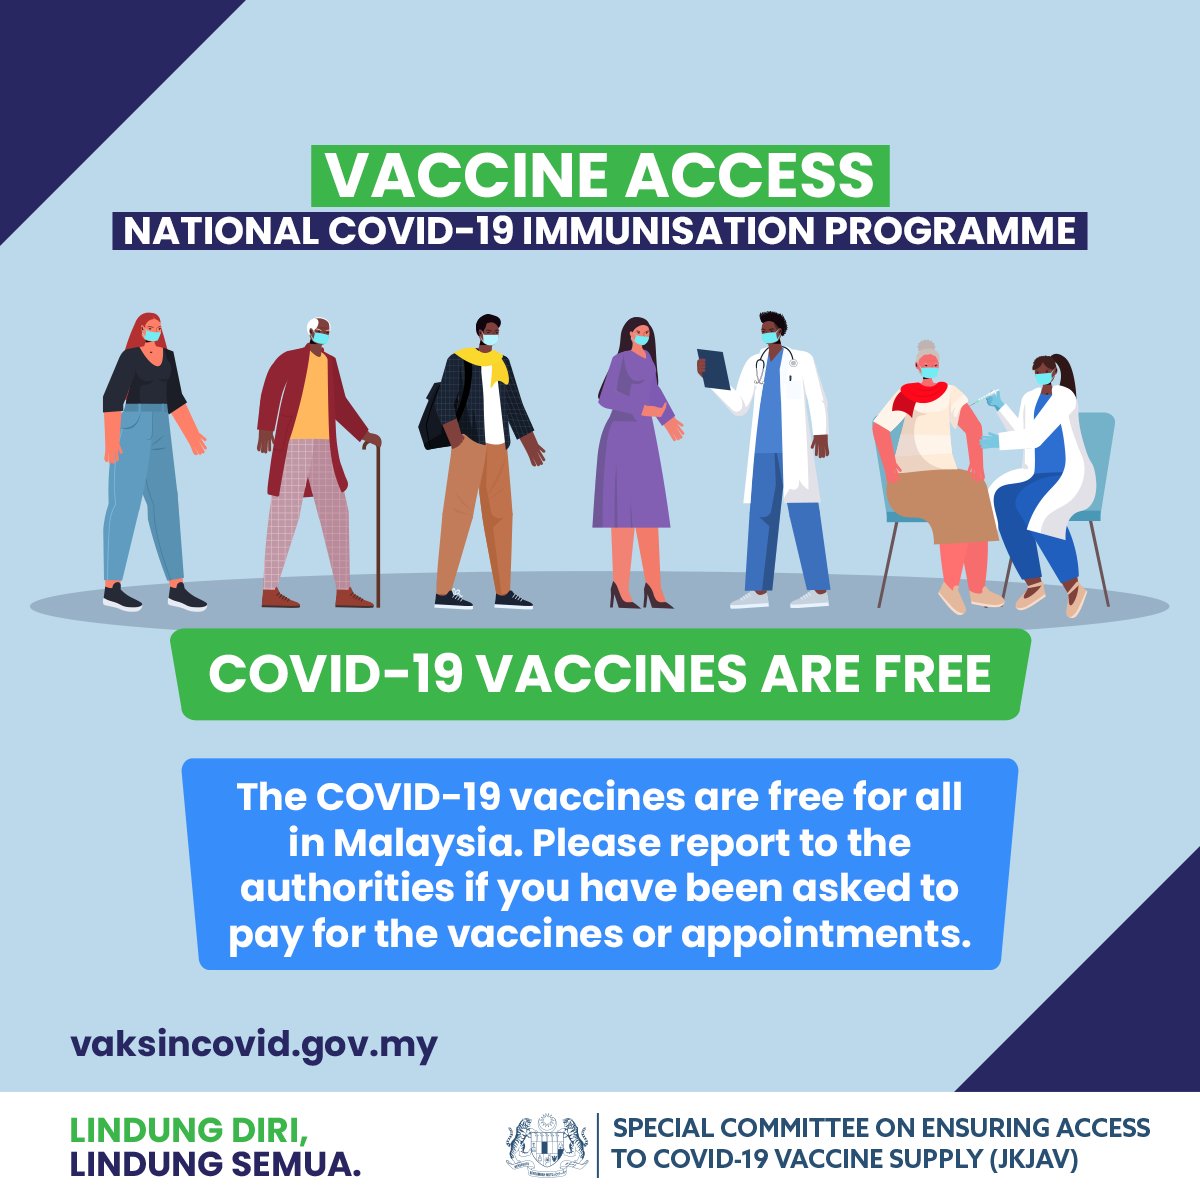 VACCINE ACCESS
NATIONAL COVID-19 IMMUNISATION PROGRAMME
COVID-19 VACCINES ARE FREE
The COVID-19 vaccines are free for all
in Malaysia. Please report to the
authorities if you have been asked to
pay for the vaccines or appointments.
vaksincovid.gov.my
LINDUNG DIRI,
LINDUNG SEMUA.
SPECIAL COMMITTEE ON ENSURING ACCESS
TO COVID-19 VACCINE SUPPLY (JKJAV)